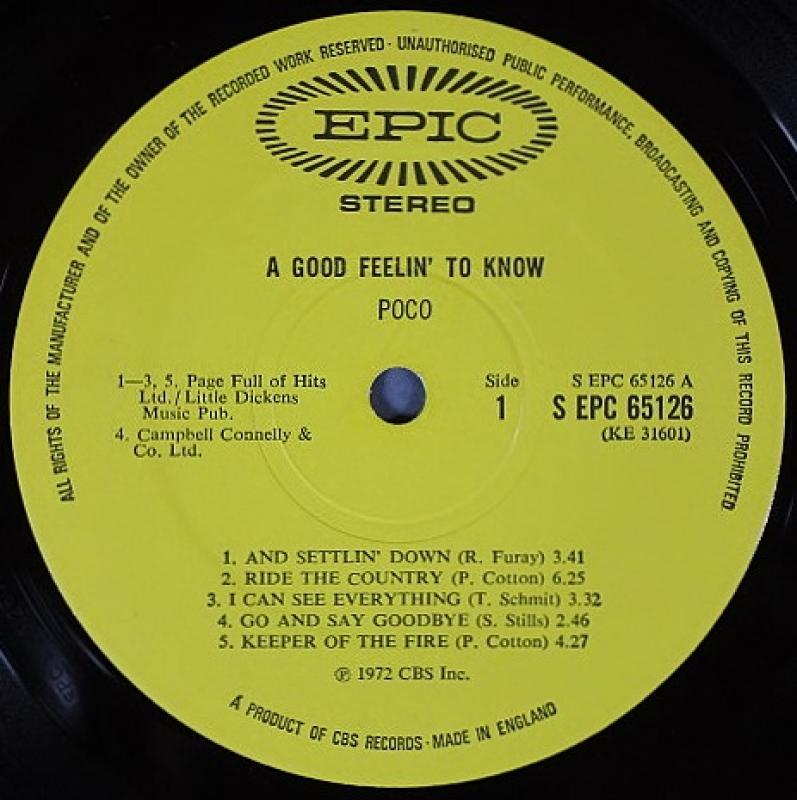 ALL RIGHTS OF THE MANUFACTURER AND OF THE OWNER OF THE RECORDED WORK RESERVED · UNAUTHORISED PUBLIC PERFORMANCE, BROADCASTING AND COPYING OF THIS RECORD PROHIBITED
EPIC
STEREO
A GOOD FEELIN' TO KNOW
POCO
1—3, 5. Page Full of Hits
Ltd./Little Dickens
Music Pub.
4. Campbell Connelly &
Co. Ltd.
Side
1
S EPC 65126 A
S EPC 65126
(KE 31601)
1. AND SETTLIN' DOWN (R. Furay) 3.41
2. RIDE THE COUNTRY (P. Cotton) 6.25
3. I CAN SEE EVERYTHING (T. Schmit) 3.32
4. GO AND SAY GOODBYE (S. Stills) 2.46
5. KEEPER OF THE FIRE (P. Cotton) 4.27
℗ 1972 CBS Inc.
A PRODUCT OF CBS RECORDS · MADE IN ENGLAND